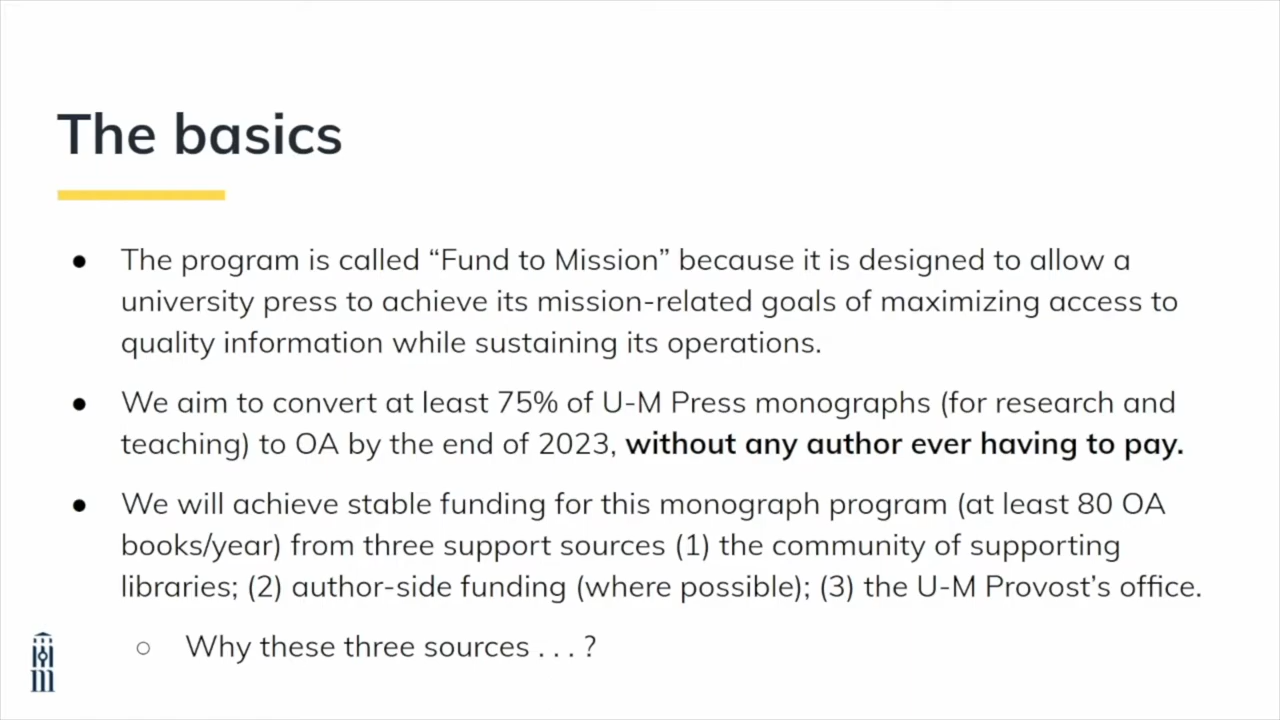 The basics
● The program is called “Fund to Mission” because it is designed to allow a
university press to achieve its mission-related goals of maximizing access to
quality information while sustaining its operations.
● We aim to convert at least 75% of U-M Press monographs (for research and
teaching) to OA by the end of 2023, without any author ever having to pay.
● We will achieve stable funding for this monograph program (at least 80 OA
books/year) from three support sources (1) the community of supporting
libraries; (2) author-side funding (where possible); (3) the U-M Provost’s office.
○ Why these three sources . . . ?